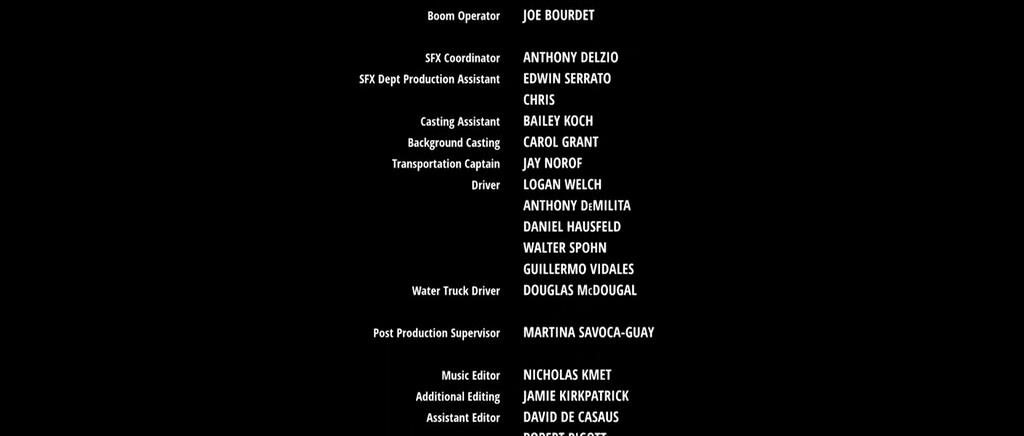 Boom Operator JOE BOURDET
SFX Coordinator ANTHONY DELZIO
SFX Dept Production Assistant EDWIN SERRATO
CHRIS
Casting Assistant BAILEY KOCH
Background Casting CAROL GRANT
Transportation Captain JAY NOROF
Driver LOGAN WELCH
ANTHONY DEMILITA
DANIEL HAUSFELD
WALTER SPOHN
GUILLERMO VIDALES
Water Truck Driver DOUGLAS McDOUGAL
Post Production Supervisor MARTINA SAVOCA-GUAY
Music Editor NICHOLAS KMET
Additional Editing JAMIE KIRKPATRICK
Assistant Editor DAVID DE CASAUS